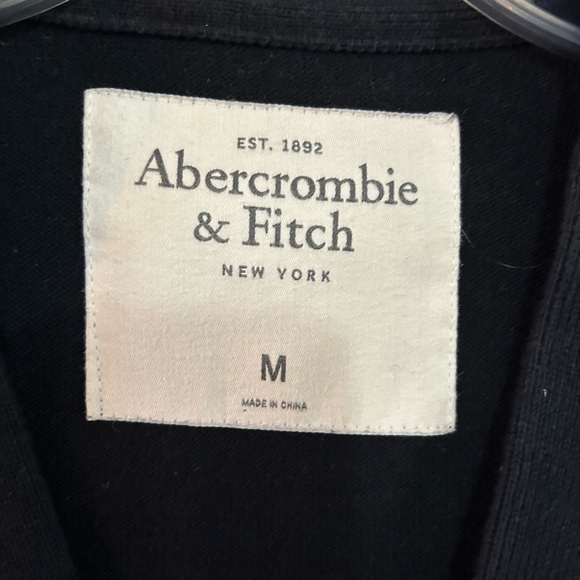 EST. 1892
Abercrombie
& Fitch
NEW YORK
M
MADE IN CHINA